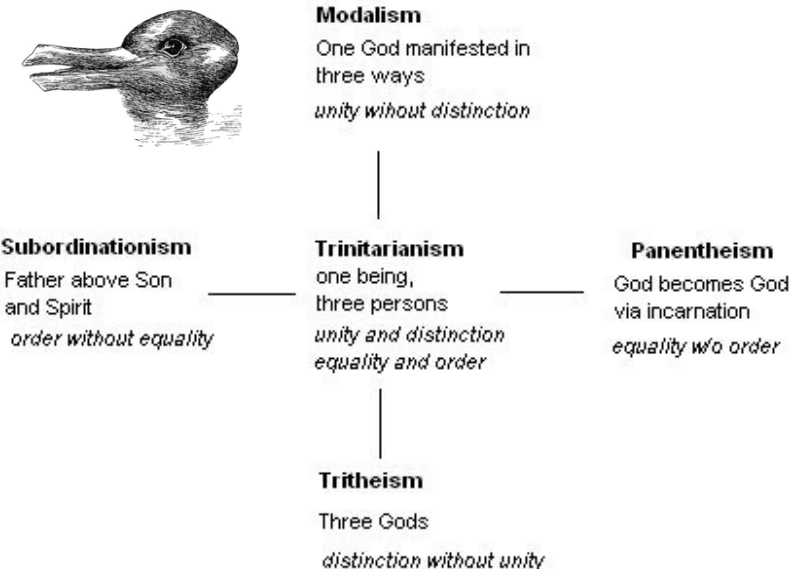 Modalism
One God manifested in
three ways
unity wihout distinction
Subordinationism
Father above Son
and Spirit
order without equality
Trinitarianism
one being,
three persons
unity and distinction
equality and order
Panentheism
God becomes God
via incarnation
equality w/o order
Tritheism
Three Gods
distinction without unity